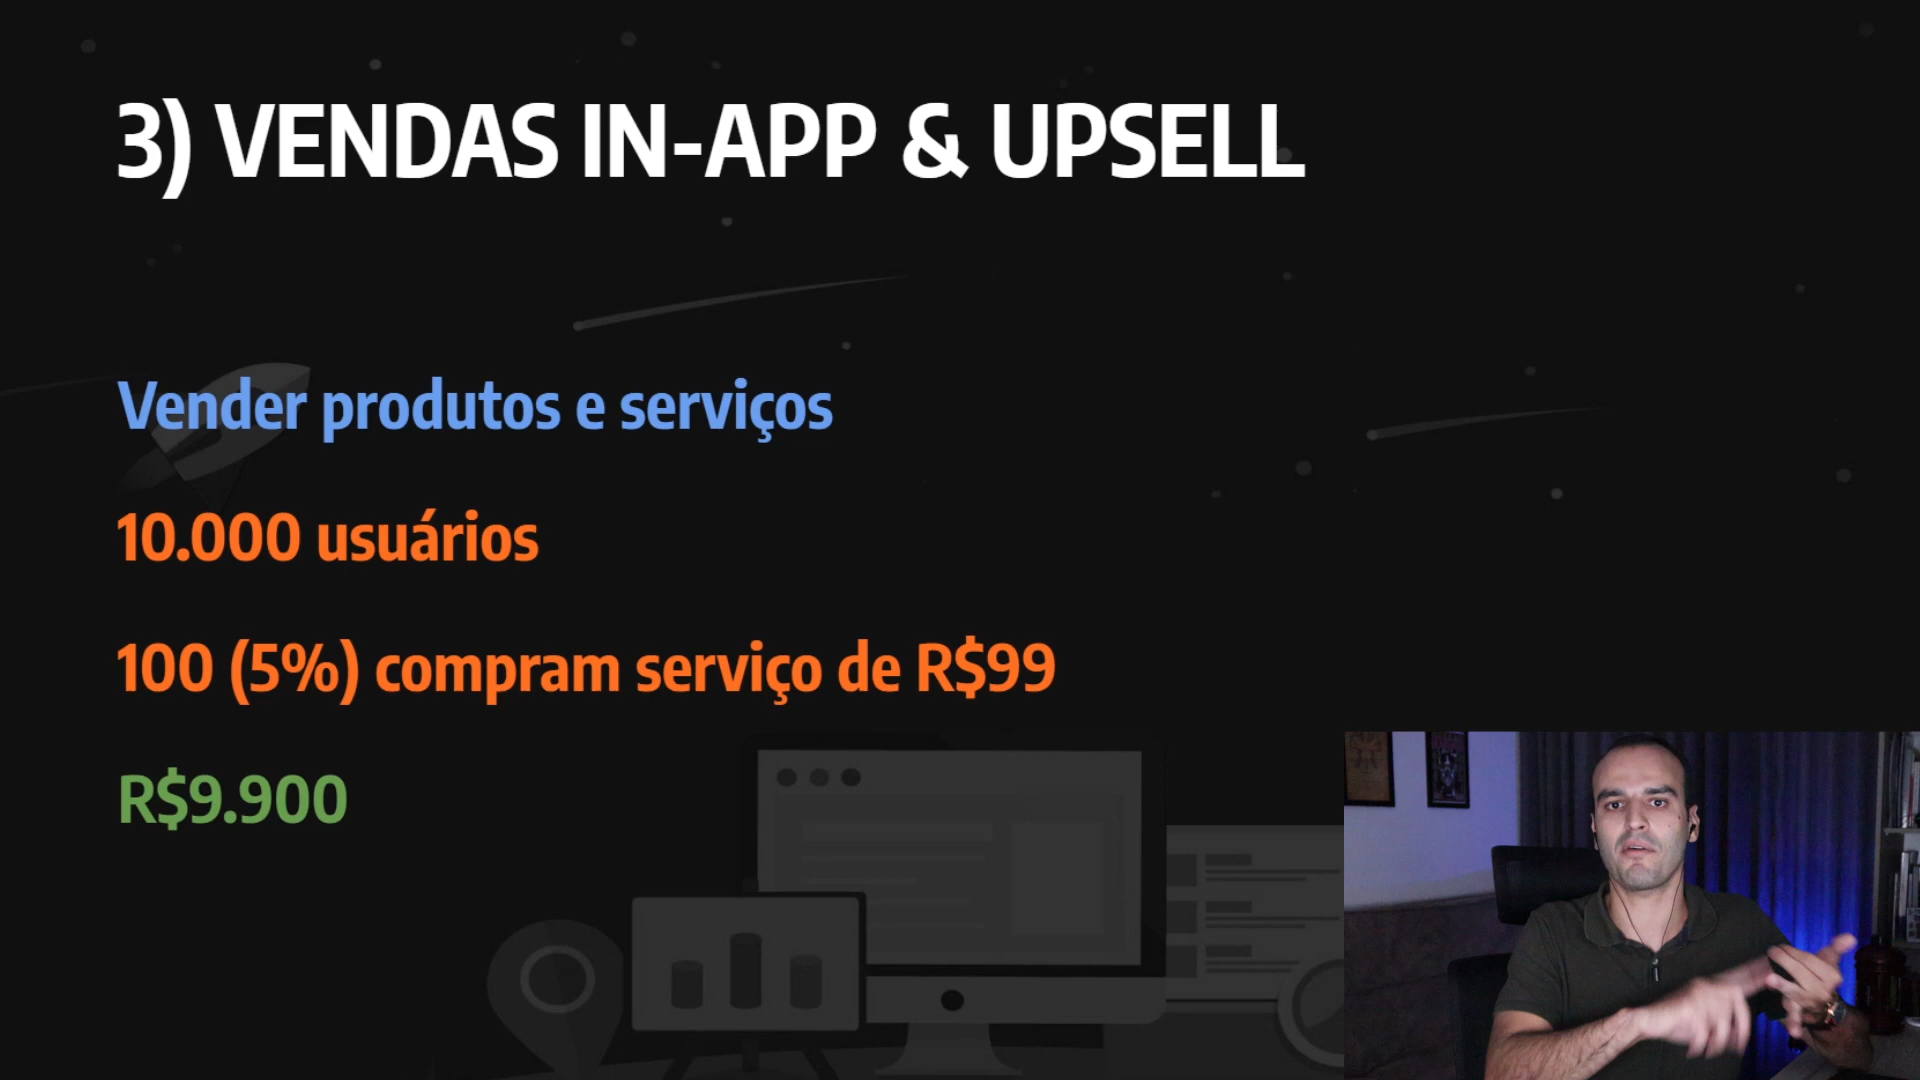 3) VENDAS IN-APP & UPSELL
Vender produtos e serviços
10.000 usuários
100 (5%) compram serviço de R$99
R$9.900